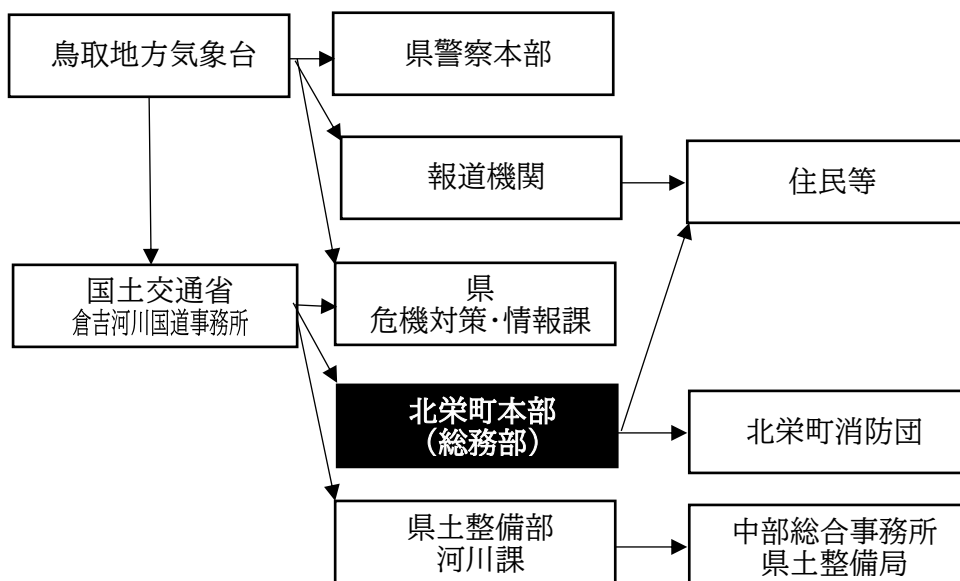 鳥取地方気象台
県警察本部
報道機関
住民等
国土交通省
倉吉河川国道事務所
県
危機対策・情報課
北栄町本部
（総務部）
北栄町消防団
県土整備部
河川課
中部総合事務所
県土整備局